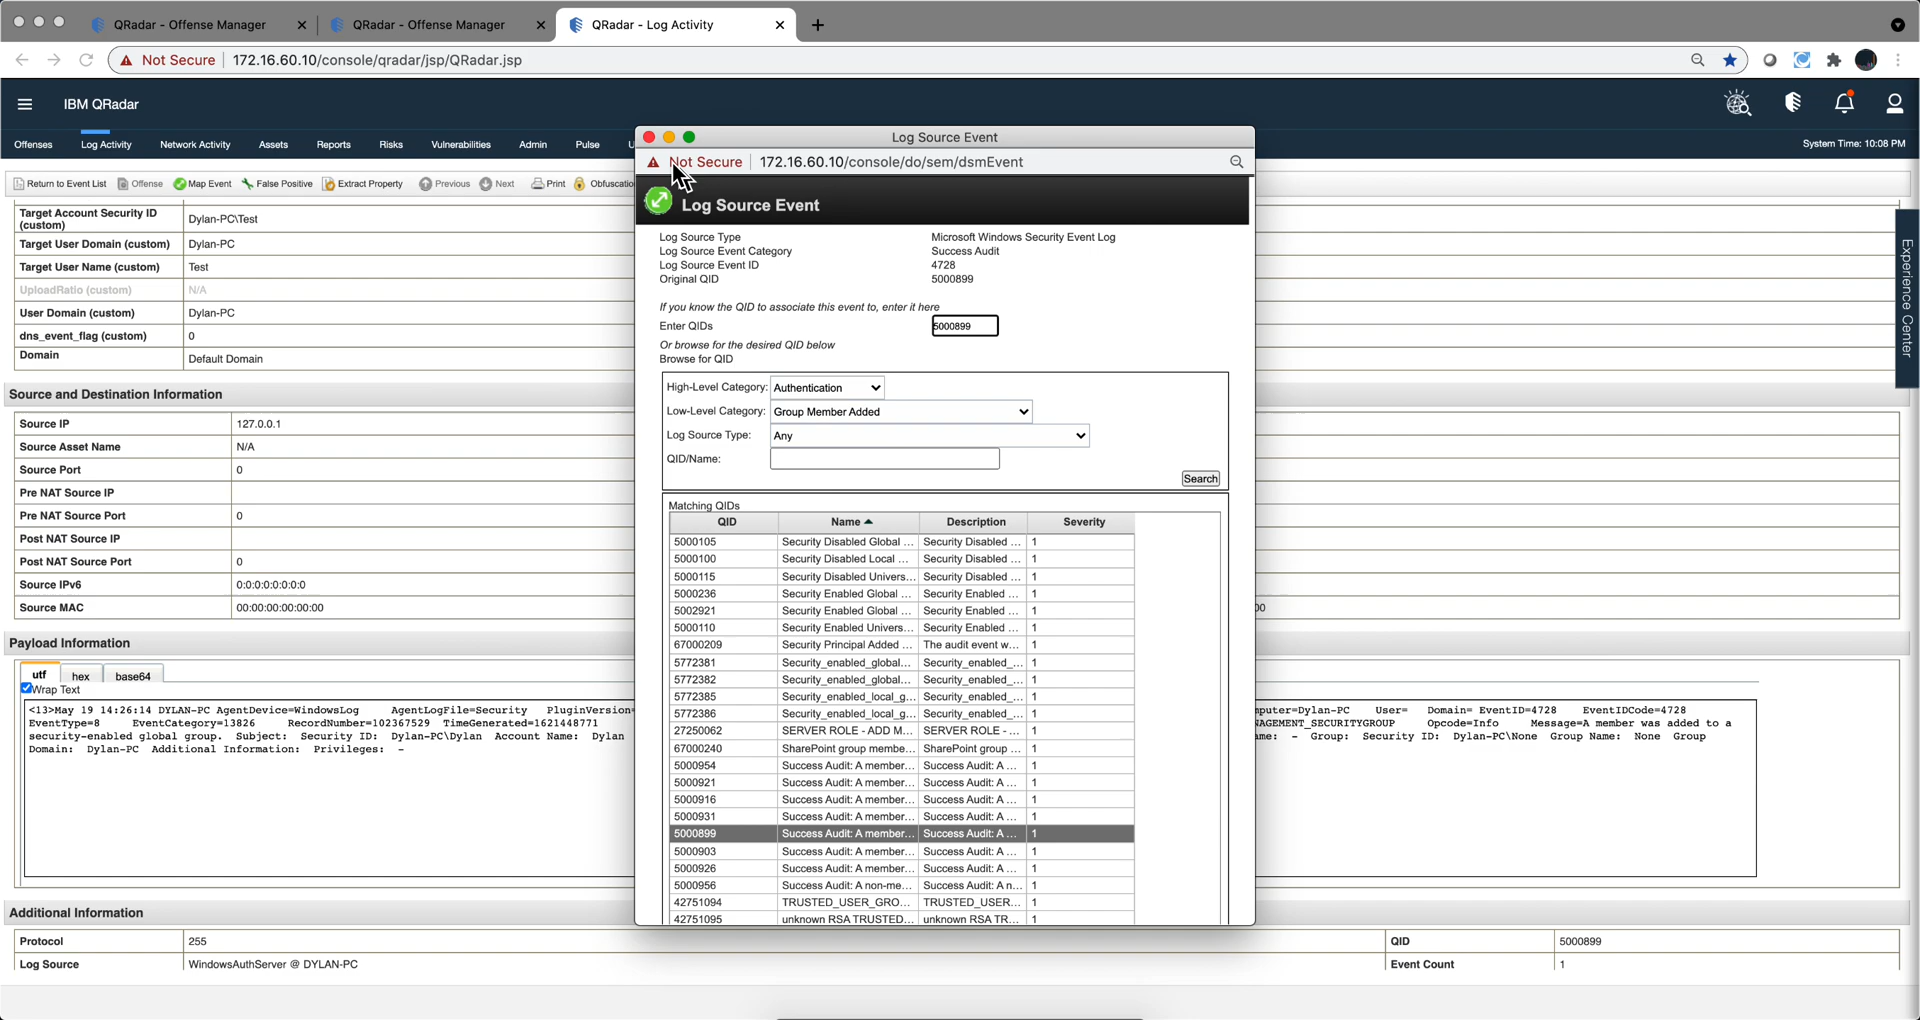 QRadar - Offense Manager
QRadar - Offense Manager
QRadar - Log Activity
Not Secure
172.16.60.10/console/qradar/jsp/QRadar.jsp
IBM QRadar
Offenses
Log Activity
Network Activity
Assets
Reports
Risks
Vulnerabilities
Admin
Pulse
U
System Time: 10:08 PM
Return to Event List
Offense
Map Event
False Positive
Extract Property
Previous
Next
Print
Obfuscatio
Target Account Security ID
(custom)
Dylan-PC\Test
Target User Domain (custom)
Dylan-PC
Target User Name (custom)
Test
UploadRatio (custom)
N/A
User Domain (custom)
Dylan-PC
dns_event_flag (custom)
0
Domain
Default Domain
Source and Destination Information
Source IP
127.0.0.1
Source Asset Name
N/A
Source Port
0
Pre NAT Source IP
Pre NAT Source Port
0
Post NAT Source IP
Post NAT Source Port
0
Source IPv6
0:0:0:0:0:0:0:0
Source MAC
00:00:00:00:00:00
00
Payload Information
utf
hex
base64
Wrap Text
<13>May 19 14:26:14 DYLAN-PC AgentDevice=WindowsLog AgentLogFile=Security PluginVersion=
EventType=8 EventCategory=13826 RecordNumber=102367529 TimeGenerated=1621448771
security-enabled global group. Subject: Security ID: Dylan-PC\Dylan Account Name: Dylan
Domain: Dylan-PC Additional Information: Privileges: -
mputer=Dylan-PC User= Domain= EventID=4728 EventIDCode=4728
NAGEMENT_SECURITYGROUP Opcode=Info Message=A member was added to a
ame: - Group: Security ID: Dylan-PC\None Group Name: None Group
Additional Information
Protocol
255
QID
5000899
Log Source
WindowsAuthServer @ DYLAN-PC
Event Count
1
Experience Center
Log Source Event
Not Secure
172.16.60.10/console/do/sem/dsmEvent
Log Source Event
Log Source Type
Microsoft Windows Security Event Log
Log Source Event Category
Success Audit
Log Source Event ID
4728
Original QID
5000899
If you know the QID to associate this event to, enter it here
Enter QIDs
5000899
Or browse for the desired QID below
Browse for QID
High-Level Category: Authentication
Low-Level Category: Group Member Added
Log Source Type: Any
QID/Name:
Search
Matching QIDs
QID Name Description Severity
5000105 Security Disabled Global ... Security Disabled ... 1
5000100 Security Disabled Local ... Security Disabled ... 1
5000115 Security Disabled Univers... Security Disabled ... 1
5000236 Security Enabled Global ... Security Enabled ... 1
5002921 Security Enabled Global ... Security Enabled ... 1
5000110 Security Enabled Univers... Security Enabled ... 1
67000209 Security Principal Added ... The audit event w... 1
5772381 Security_enabled_global... Security_enabled_... 1
5772382 Security_enabled_global... Security_enabled_... 1
5772385 Security_enabled_local_g... Security_enabled_... 1
5772386 Security_enabled_local_g... Security_enabled_... 1
27250062 SERVER ROLE - ADD M... SERVER ROLE - ... 1
67000240 SharePoint group membe... SharePoint group ... 1
5000954 Success Audit: A member... Success Audit: A ... 1
5000921 Success Audit: A member... Success Audit: A ... 1
5000916 Success Audit: A member... Success Audit: A ... 1
5000931 Success Audit: A member... Success Audit: A ... 1
5000899 Success Audit: A member... Success Audit: A ... 1
5000903 Success Audit: A member... Success Audit: A ... 1
5000926 Success Audit: A member... Success Audit: A ... 1
5000956 Success Audit: A non-me... Success Audit: A n... 1
42751094 TRUSTED_USER_GRO... TRUSTED_USER... 1
42751095 unknown RSA TRUSTED... unknown RSA TR... 1